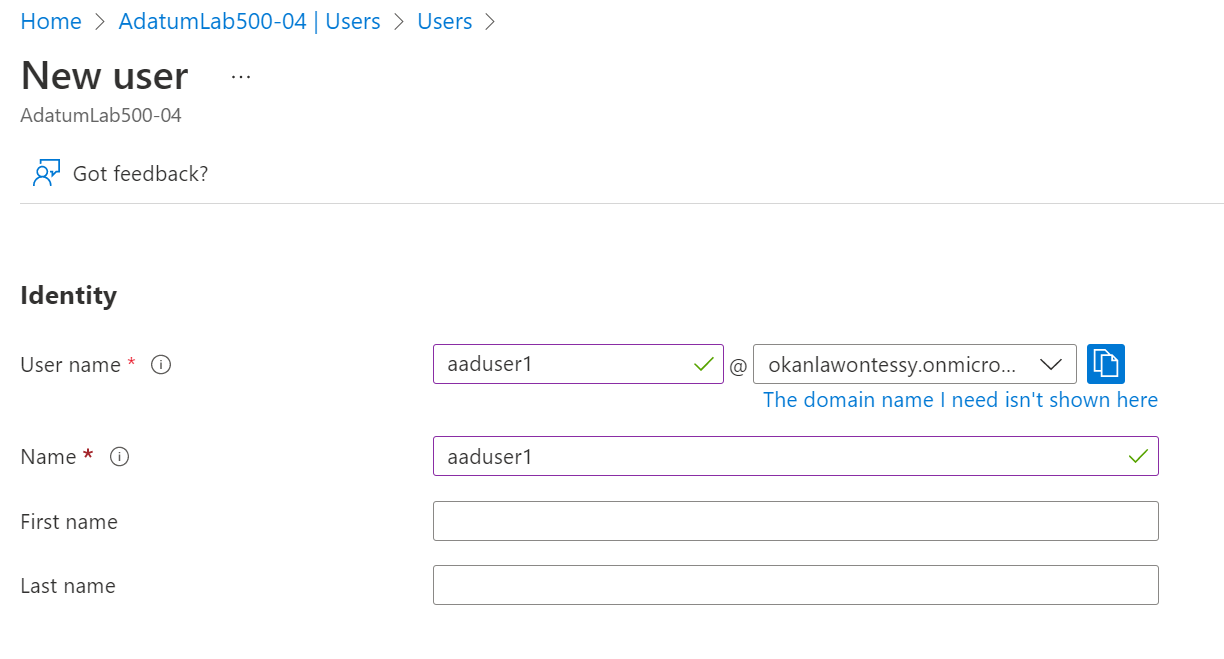 Home > AdatumLab500-04 | Users > Users >
New user ...
AdatumLab500-04
Got feedback?
Identity
User name * i aaduser1 @ okanlawontessy.onmicro...
The domain name I need isn't shown here
Name * i aaduser1
First name
Last name